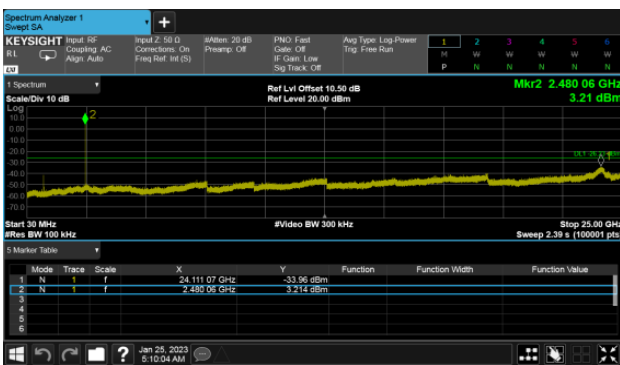 Spectrum Analyzer 1
Swept SA
KEYSIGHT Input: RF Input Z: 50 Ω #Atten: 20 dB PNO: Fast Avg Type: Log-Power 1 2 3 4 5 6
RL Coupling: AC Corrections: On Preamp: Off Gate: Off Trig: Free Run M W W W W W
Align: Auto Freq Ref: Int (S) IF Gain: Low
LXI Sig Track: Off P N N N N N
1 Spectrum Ref Lvl Offset 10.50 dB Mkr2 2.480 06 GHz
Scale/Div 10 dB Ref Level 20.00 dBm 3.21 dBm
Log
10.0 2
0.00
-10.0
-20.0
-30.0 1
-40.0
-50.0
-60.0
-70.0
Start 30 MHz #Video BW 300 kHz Stop 25.00 GHz
#Res BW 100 kHz Sweep 2.39 s (100001 pts)
5 Marker Table
Mode Trace Scale X Y Function Function Width Function Value
1 N 1 f 24.111 07 GHz -33.96 dBm
2 N 1 f 2.480 06 GHz 3.214 dBm
3
4
5
6
? Jan 25, 2023
5:10:04 AM